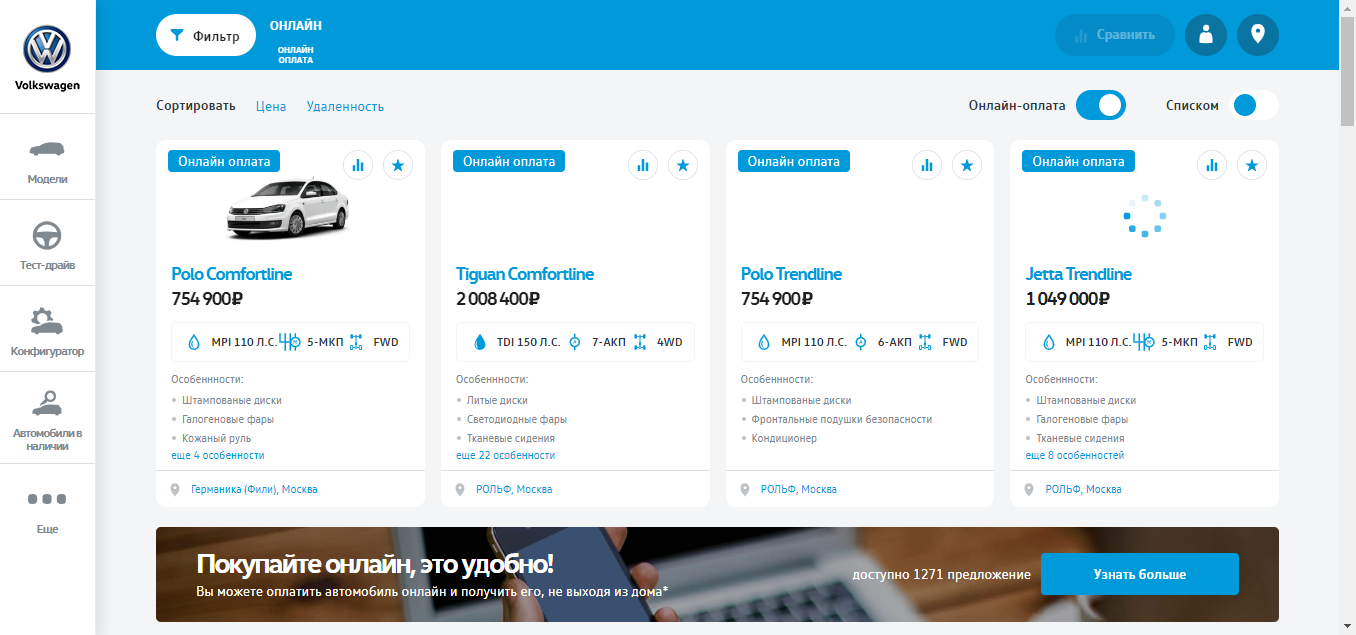 Volkswagen
Модели
Тест-драйв
Конфигуратор
Автомобили в
наличии
Еще
Фильтр
ОНЛАЙН
ОНЛАЙН
ОПЛАТА
Сравнить
Сортировать Цена Удаленность
Онлайн-оплата Списком
Онлайн оплата
Polo Comfortline
754 900₽
MPI 110 Л.С. 5-МКП FWD
Особеннности:
Штампованые диски
Галогеновые фары
Кожаный руль
еще 4 особенности
Германика (Фили), Москва
Онлайн оплата
Tiguan Comfortline
2 008 400₽
TDI 150 Л.С. 7-АКП 4WD
Особеннности:
Литые диски
Светодиодные фары
Тканевые сидения
еще 22 особенности
РОЛЬФ, Москва
Онлайн оплата
Polo Trendline
754 900₽
MPI 110 Л.С. 6-АКП FWD
Особеннности:
Штампованые диски
Фронтальные подушки безопасности
Кондиционер
РОЛЬФ, Москва
Онлайн оплата
Jetta Trendline
1 049 000₽
MPI 110 Л.С. 5-МКП FWD
Особеннности:
Штампованые диски
Галогеновые фары
Тканевые сидения
еще 8 особенностей
РОЛЬФ, Москва
Покупайте онлайн, это удобно!
Вы можете оплатить автомобиль онлайн и получить его, не выходя из дома*
доступно 1271 предложение
Узнать больше